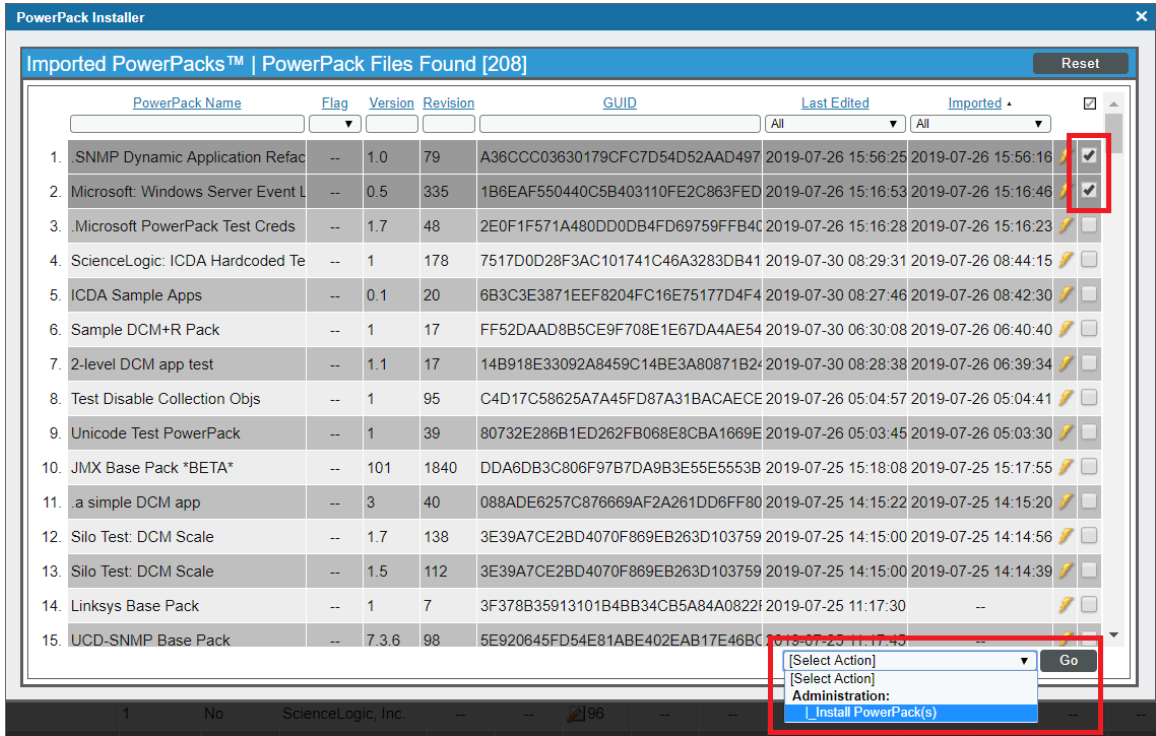 PowerPack Installer
Imported PowerPacks™ | PowerPack Files Found [208] Reset
PowerPack Name Flag Version Revision GUID Last Edited Imported
All All
1. .SNMP Dynamic Application Refac -- 1.0 79 A36CCC03630179CFC7D54D52AAD497 2019-07-26 15:56:25 2019-07-26 15:56:16
2. Microsoft: Windows Server Event L -- 0.5 335 1B6EAF550440C5B403110FE2C863FED 2019-07-26 15:16:53 2019-07-26 15:16:46
3. .Microsoft PowerPack Test Creds -- 1.7 48 2E0F1F571A480DD0DB4FD69759FFB4C 2019-07-26 15:16:28 2019-07-26 15:16:23
4. ScienceLogic: ICDA Hardcoded Te -- 1 178 7517D0D28F3AC101741C46A3283DB41 2019-07-30 08:29:31 2019-07-26 08:44:15
5. ICDA Sample Apps -- 0.1 20 6B3C3E3871EEF8204FC16E75177D4F4 2019-07-30 08:27:46 2019-07-26 08:42:30
6. Sample DCM+R Pack -- 1 17 FF52DAAD8B5CE9F708E1E67DA4AE54 2019-07-30 06:30:08 2019-07-26 06:40:40
7. 2-level DCM app test -- 1.1 17 14B918E33092A8459C14BE3A80871B24 2019-07-30 08:28:38 2019-07-26 06:39:34
8. Test Disable Collection Objs -- 1 95 C4D17C58625A7A45FD87A31BACAECE 2019-07-26 05:04:57 2019-07-26 05:04:41
9. Unicode Test PowerPack -- 1 39 80732E286B1ED262FB068E8CBA1669E 2019-07-26 05:03:45 2019-07-26 05:03:30
10. JMX Base Pack *BETA* -- 101 1840 DDA6DB3C806F97B7DA9B3E55E5553B 2019-07-25 15:18:08 2019-07-25 15:17:55
11. .a simple DCM app -- 3 40 088ADE6257C876669AF2A261DD6FF80 2019-07-25 14:15:22 2019-07-25 14:15:20
12. Silo Test: DCM Scale -- 1.7 138 3E39A7CE2BD4070F869EB263D103759 2019-07-25 14:15:00 2019-07-25 14:14:56
13. Silo Test: DCM Scale -- 1.5 112 3E39A7CE2BD4070F869EB263D103759 2019-07-25 14:15:00 2019-07-25 14:14:39
14. Linksys Base Pack -- 1 7 2019-07-25 11:17:30 --
15. UCD-SNMP Base Pack -- 7.3.6 98 2019-07-25 11:17:45 --
[Select Action] Go
[Select Action]
Administration:
|_Install PowerPack(s)
1 No ScienceLogic, Inc. -- -- 96 -- -- -- --